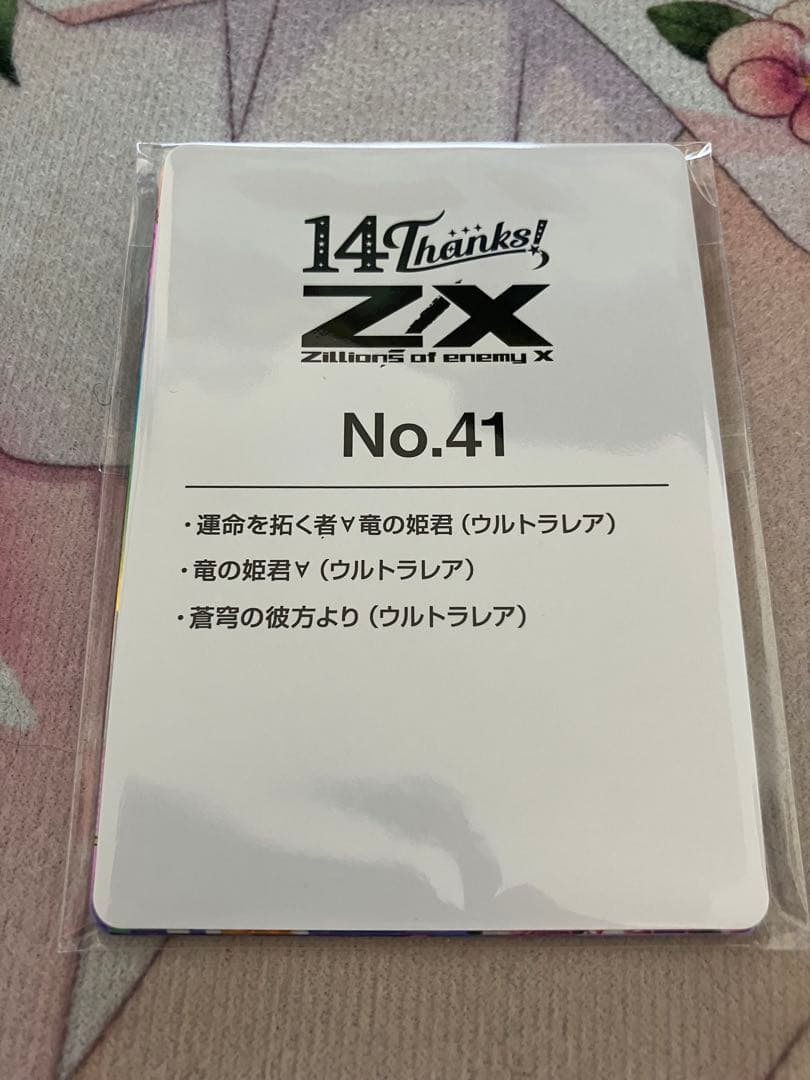 14 Thanks!
Z/X
Zillions of enemy X
No.41
・運命を拓く者∀竜の姫君（ウルトラレア）
・竜の姫君∀（ウルトラレア）
・蒼穹の彼方より（ウルトラレア）